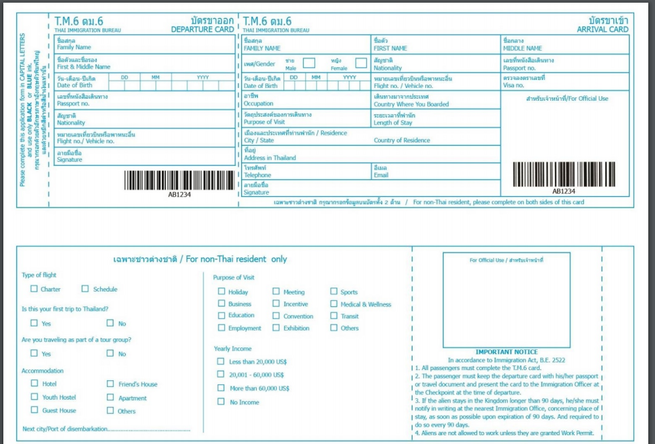 Please complete this application form in CAPITAL LETTERS
and use only BLACK or BLUE ink.
T.M.6 ตม.6
บัตรขาออก
THAI IMMIGRATION BUREAU
DEPARTURE CARD
ชื่อสกุล
Family Name
ชื่อตัวและชื่อรอง
First & Middle Name
วัน-เดือน-ปีเกิด
DD MM YYYY
Date of Birth
เลขที่หนังสือเดินทาง
Passport no.
สัญชาติ
Nationality
หมายเลขเที่ยวบินหรือพาหนะอื่น
Flight no./ Vehicle no.
ลายมือชื่อ
Signature
AB1234
T.M.6 ตม.6
บัตรขาเข้า
THAI IMMIGRATION BUREAU
ARRIVAL CARD
ชื่อสกุล
FAMILY NAME
ชื่อตัว
FIRST NAME
ชื่อกลาง
MIDDLE NAME
เพศ/Gender
ชาย
Male
หญิง
Female
สัญชาติ
Nationality
เลขที่หนังสือเดินทาง
Passport no.
วัน-เดือน-ปีเกิด
DD MM YYYY
Date of Birth
หมายเลขเที่ยวบินหรือพาหนะอื่น
Flight no. / Vehicle no.
ตรวจลงตราเลขที่
Visa no.
อาชีพ
Occupation
เดินทางมาจากประเทศ
Country Where You Boarded
สำหรับเจ้าหน้าที่/For Official Use
วัตถุประสงค์ของการเดินทาง
Purpose of Visit
ระยะเวลาที่พำนัก
Length of Stay
เมืองและประเทศที่ท่านพำนัก / Residence
City / State
Country of Residence
ที่อยู่
Address in Thailand
โทรศัพท์
Telephone
อีเมล
Email
ลายมือชื่อ
Signature
AB1234
เฉพาะชาวต่างชาติ กรุณากรอกข้อมูลบนบัตรทั้ง 2 ด้าน / For non-Thai resident, please complete on both sides of this card
เฉพาะชาวต่างชาติ / For non-Thai resident only
Type of flight
Charter Schedule
Is this your first trip to Thailand?
Yes No
Are you traveling as part of a tour group?
Yes No
Accommodation
Hotel Friend's House
Youth Hostel Apartment
Guest House Others
Next city/Port of disembarkation
Purpose of Visit
Holiday Meeting Sports
Business Incentive Medical & Wellness
Education Convention Transit
Employment Exhibition Others
Yearly Income
Less than 20,000 US$
20,001 - 60,000 US$
More than 60,000 US$
No Income
For Official Use / สำหรับเจ้าหน้าที่
IMPORTANT NOTICE
In accordance to Immigration Act, B.E. 2522
1. All passengers must complete the T.M.6 card.
2. The passenger must keep the departure card with his/her passport
or travel document and present the card to the Immigration Officer at
the Checkpoint at the time of departure.
3. If the alien stays in the Kingdom longer than 90 days, he/she must
notify in writing at the nearest Immigration Office, concerning place of
stay, as soon as possible upon expiration of 90 days. And required to
do so every 90 days.
4. Aliens are not allowed to work unless they are granted Work Permit.